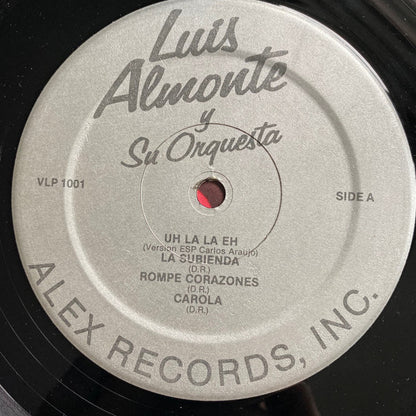 Luis
Almonte
y
Su Orquesta
VLP 1001
SIDE A
UH LA LA EH
(Version ESP Carlos Araujo)
LA SUBIENDA
(D.R.)
ROMPE CORAZONES
(D.R.)
CAROLA
(D.R.)
ALEX RECORDS, INC.